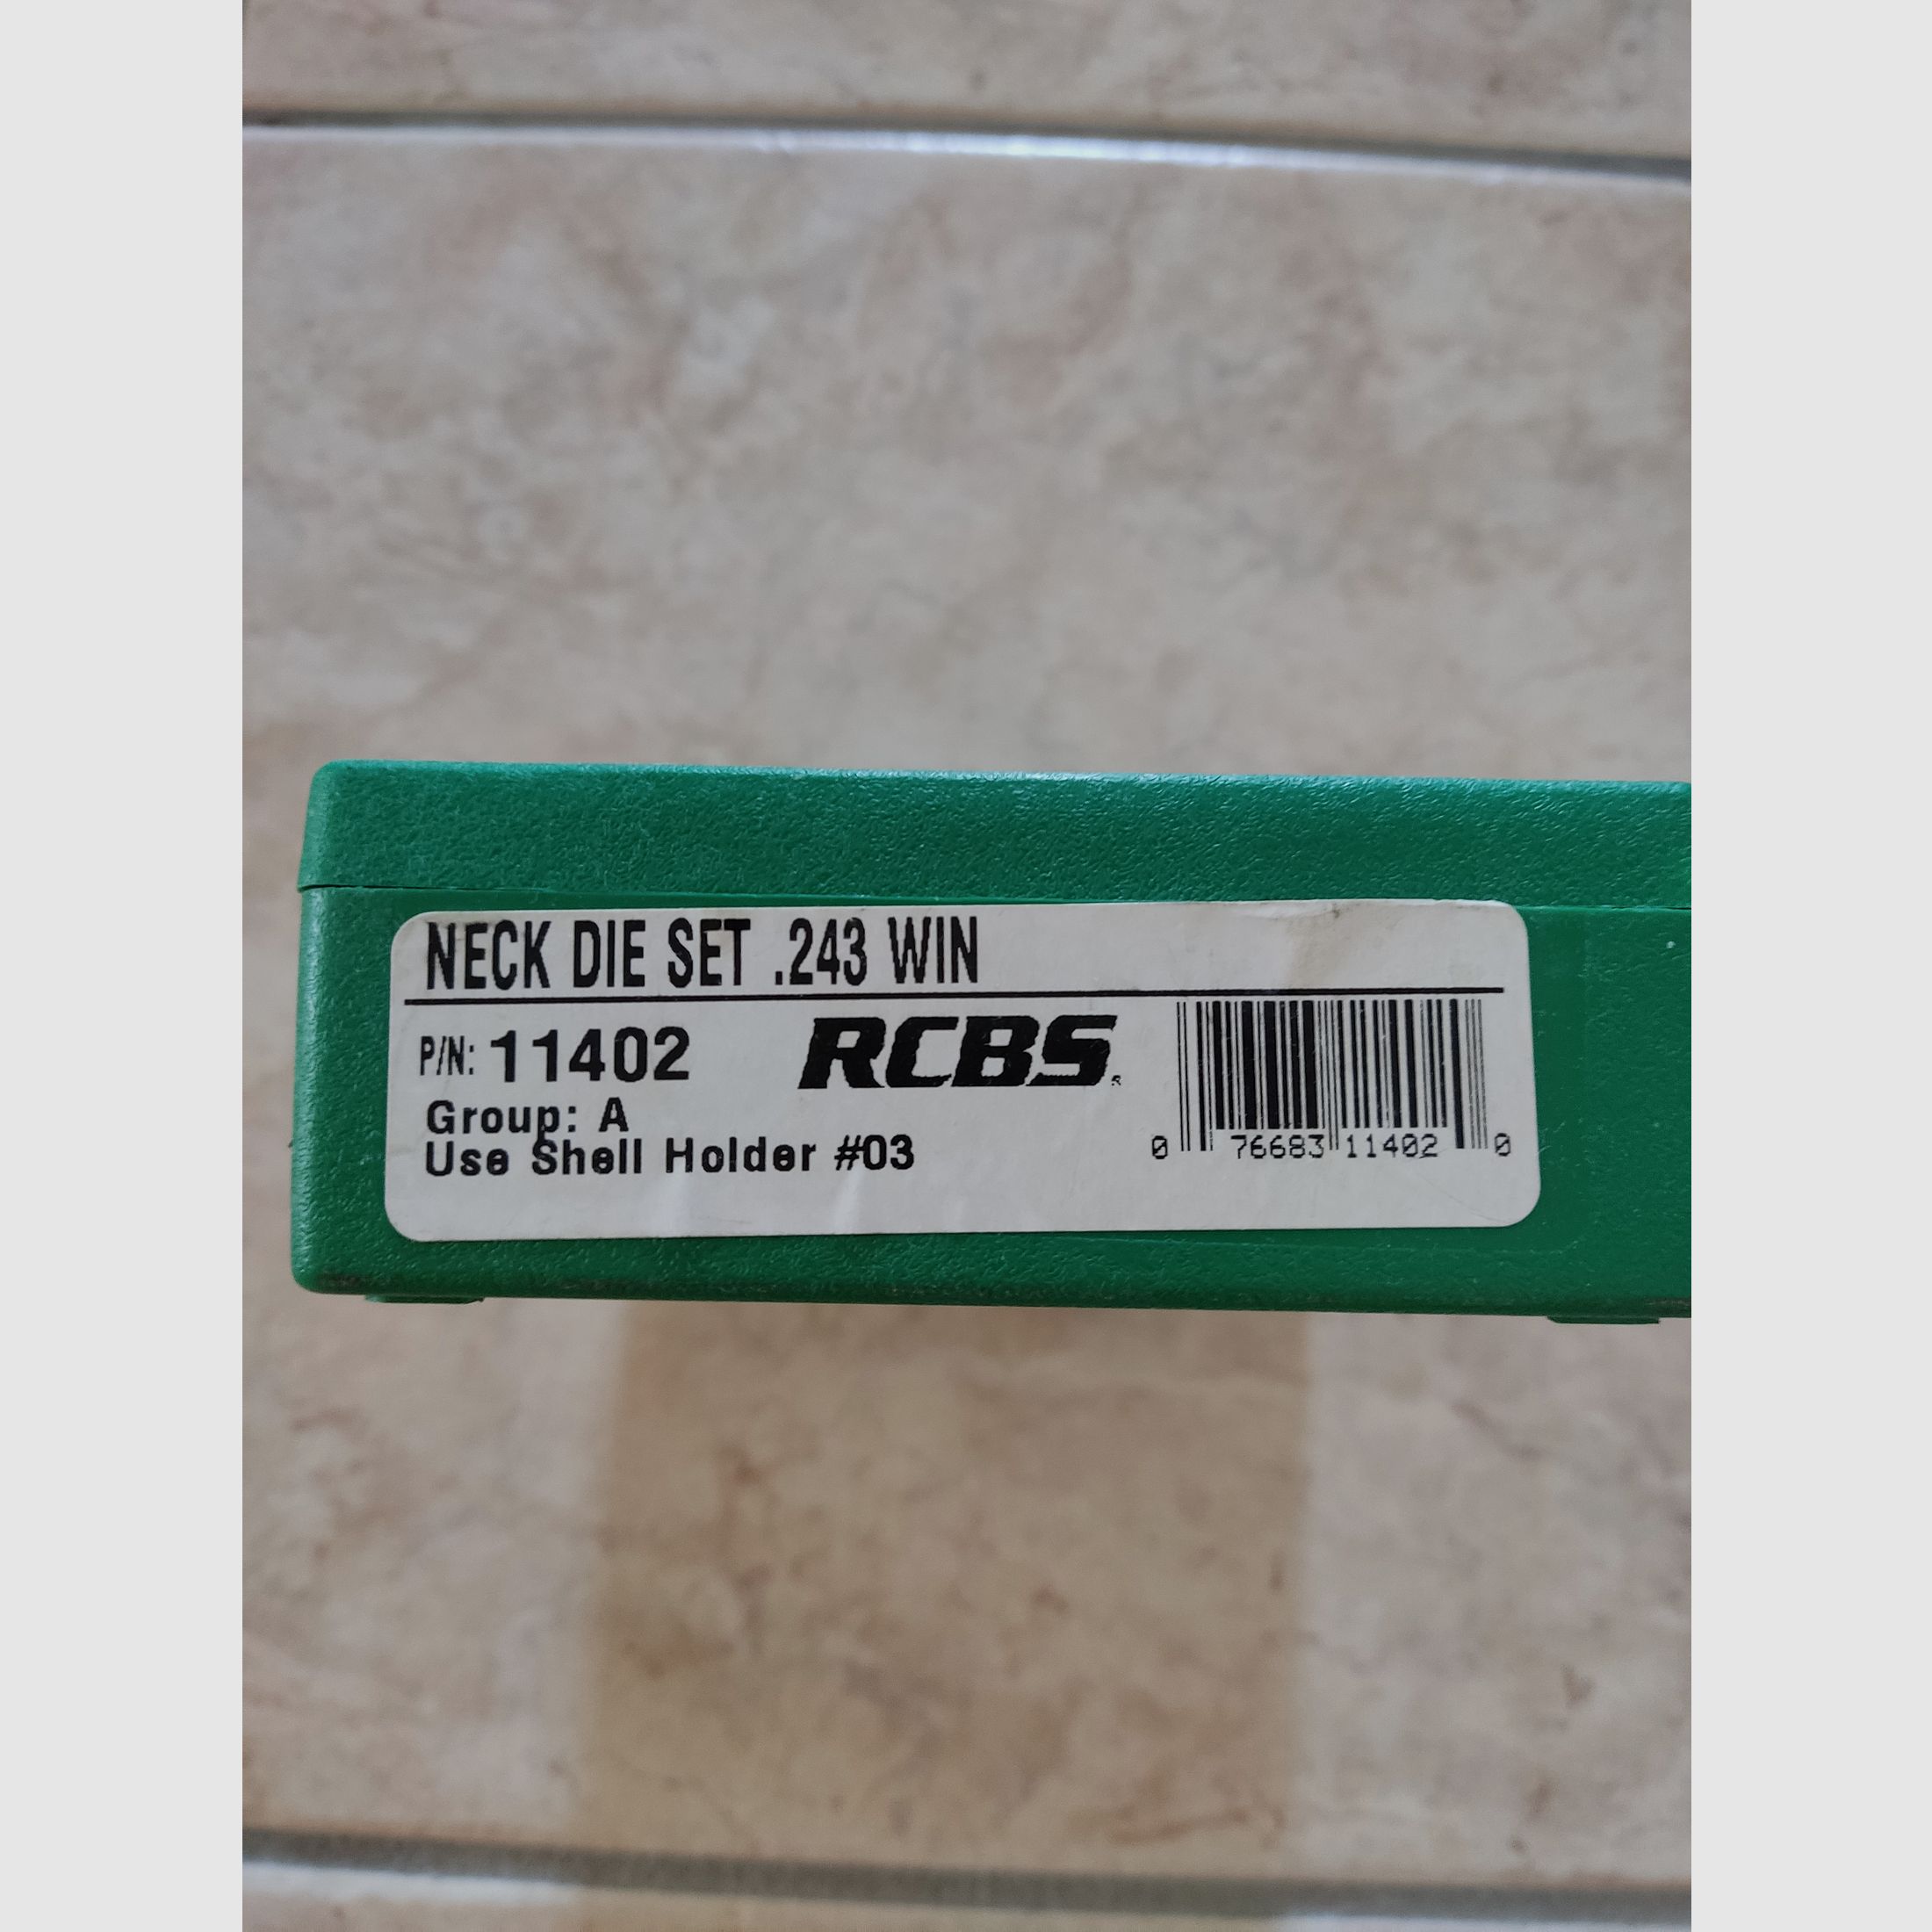 NECK DIE SET .243 WIN
P/N: 11402
RCBS
Group: A
Use Shell Holder #03
0 76683 11402 0